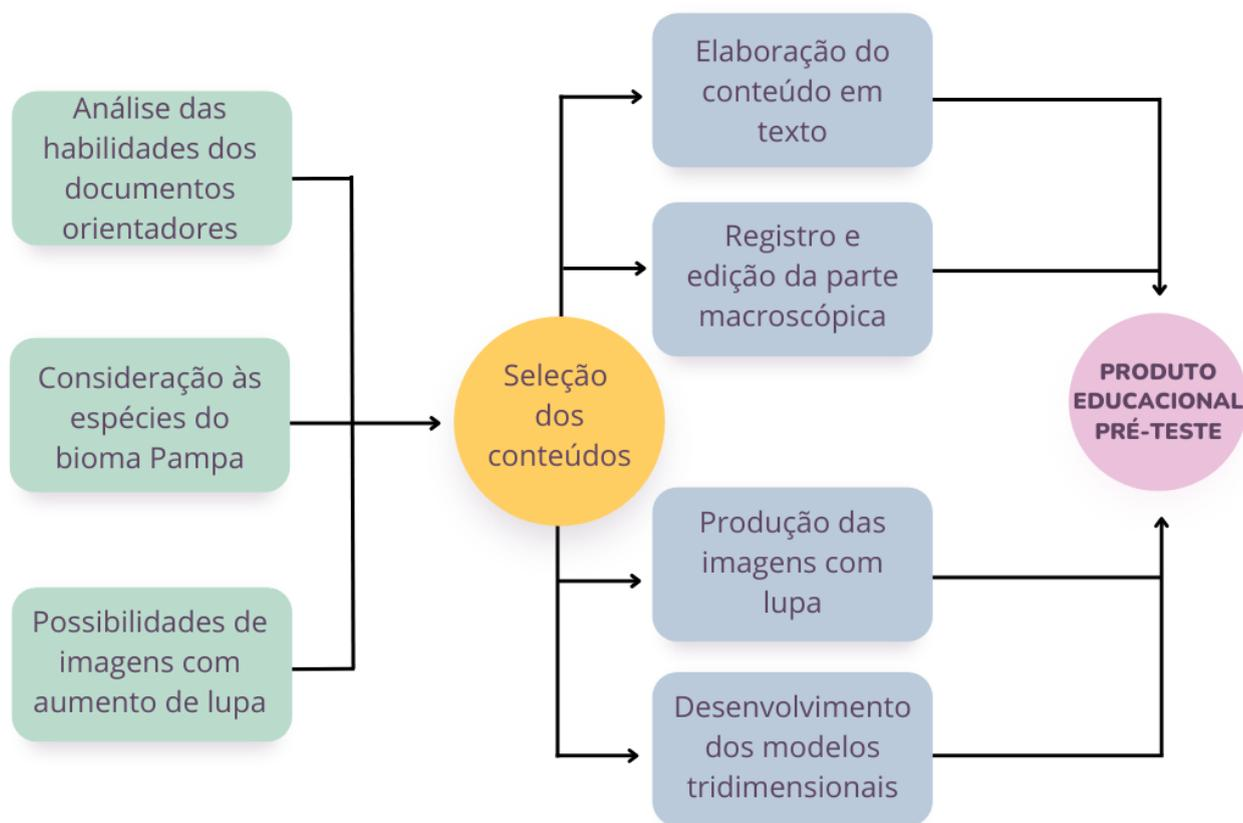 Análise das
habilidades dos
documentos
orientadores
Consideração às
espécies do
bioma Pampa
Possibilidades de
imagens com
aumento de lupa
Seleção
dos
conteúdos
Elaboração do
conteúdo em
texto
Registro e
edição da parte
macroscópica
Produção das
imagens com
lupa
Desenvolvimento
dos modelos
tridimensionais
PRODUTO
EDUCACIONAL
PRÉ-TESTE